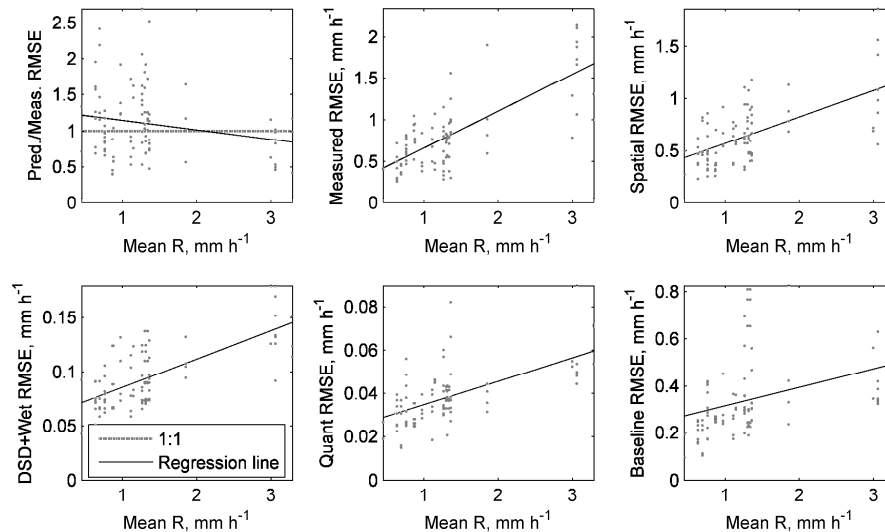 Pred./Meas. RMSE
2.5
2
1.5
1
0.5
0
1 2 3
Mean R, mm h-1
Measured RMSE, mm h-1
2
1.5
1
0.5
0
1 2 3
Mean R, mm h-1
Spatial RMSE, mm h-1
1.5
1
0.5
0
1 2 3
Mean R, mm h-1
DSD+Wet RMSE, mm h-1
0.15
0.1
0.05
0
1:1
Regression line
1 2 3
Mean R, mm h-1
Quant RMSE, mm h-1
0.08
0.06
0.04
0.02
0
1 2 3
Mean R, mm h-1
Baseline RMSE, mm h-1
0.8
0.6
0.4
0.2
0
1 2 3
Mean R, mm h-1